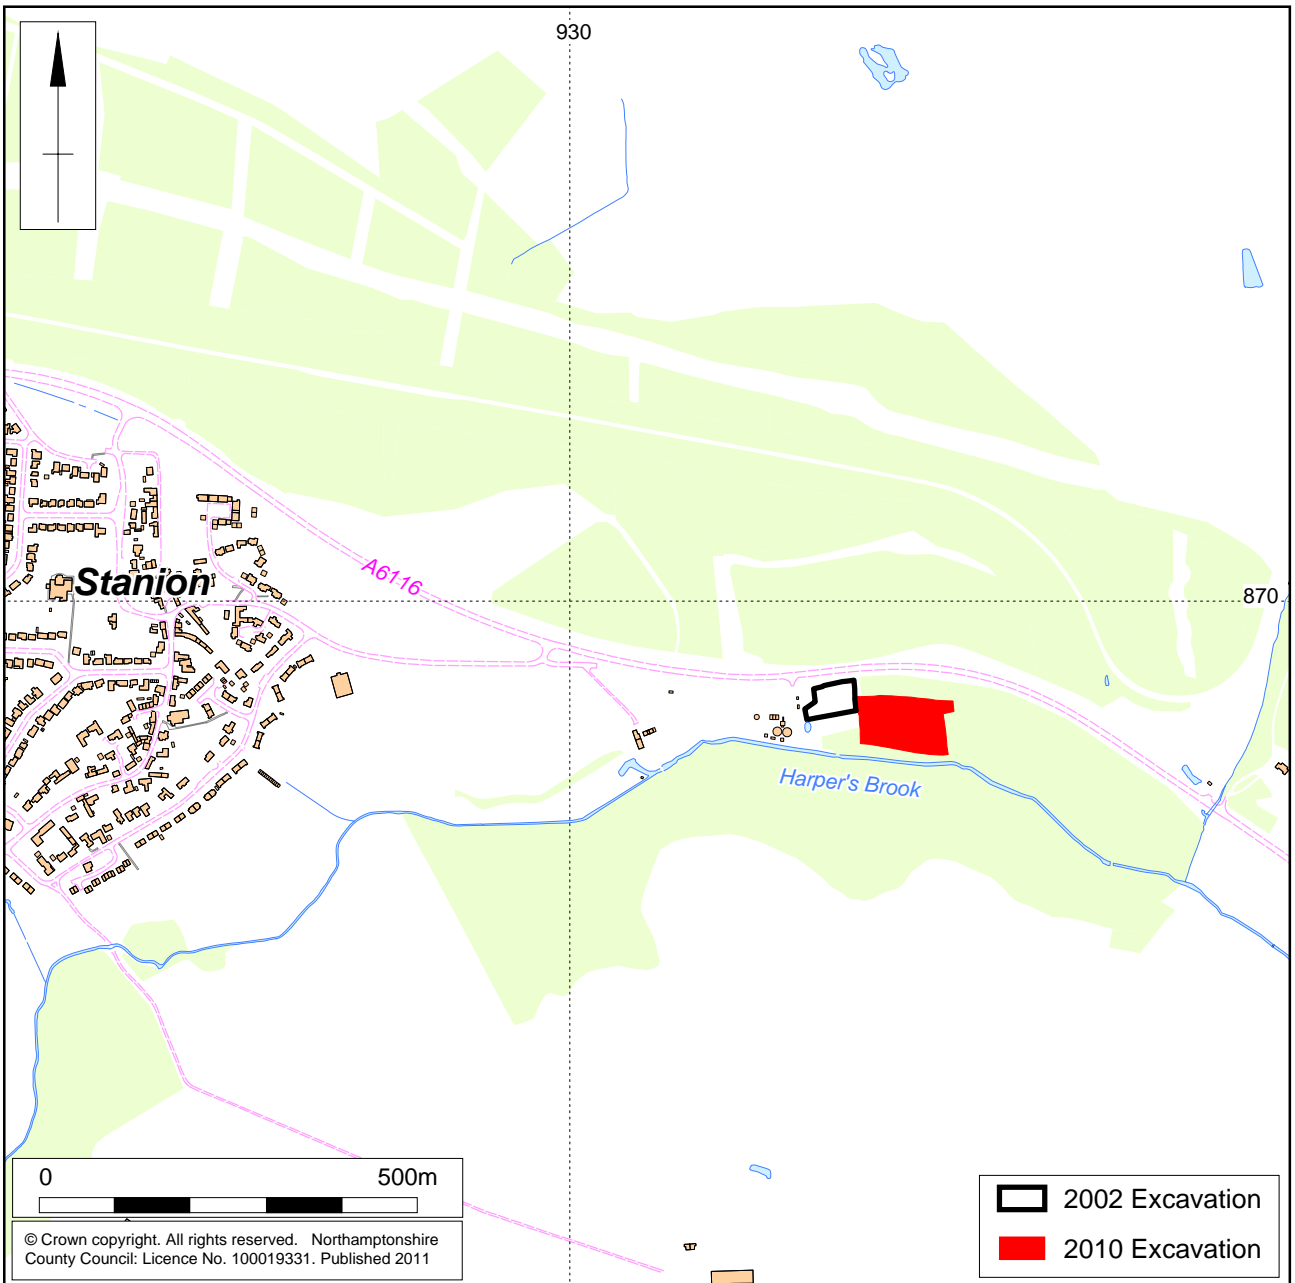 930
A6116
Stanion
870
Harper's Brook
0 500m
© Crown copyright. All rights reserved. Northamptonshire
County Council: Licence No. 100019331. Published 2011
2002 Excavation
2010 Excavation